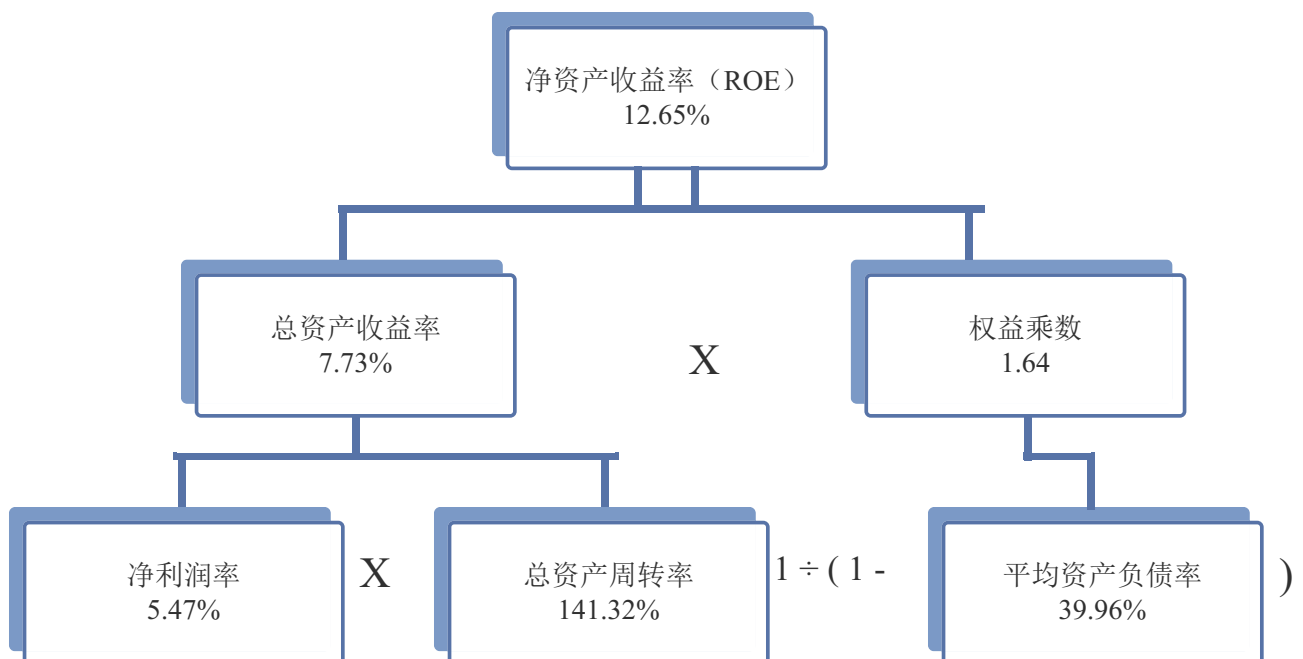 净资产收益率（ROE）
12.65%
总资产收益率
7.73%
X
权益乘数
1.64
净利润率
5.47%
X
总资产周转率
141.32%
1 ÷ ( 1 -
平均资产负债率
39.96%
)